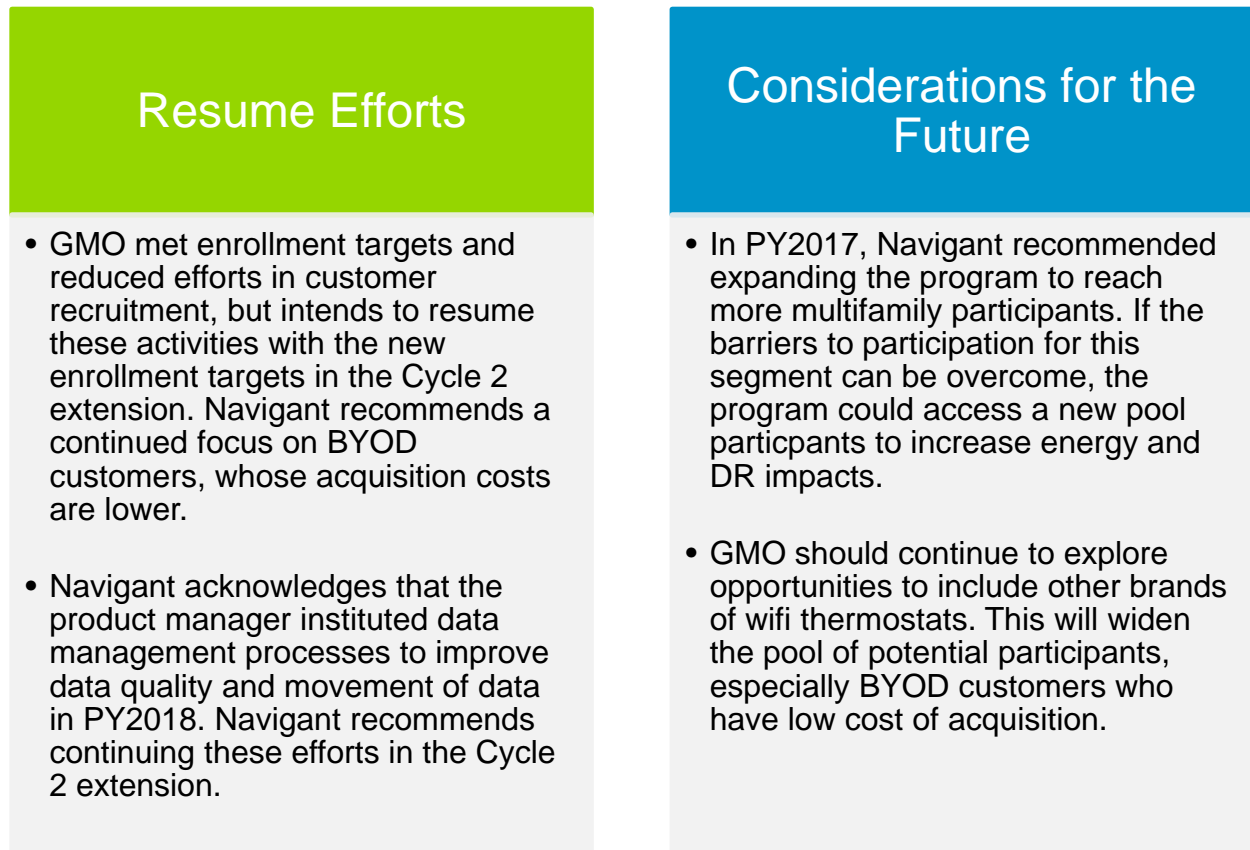 Resume Efforts
• GMO met enrollment targets and
reduced efforts in customer
recruitment, but intends to resume
these activities with the new
enrollment targets in the Cycle 2
extension. Navigant recommends a
continued focus on BYOD
customers, whose acquisition costs
are lower.
• Navigant acknowledges that the
product manager instituted data
management processes to improve
data quality and movement of data
in PY2018. Navigant recommends
continuing these efforts in the Cycle
2 extension.
Considerations for the
Future
• In PY2017, Navigant recommended
expanding the program to reach
more multifamily participants. If the
barriers to participation for this
segment can be overcome, the
program could access a new pool
particpants to increase energy and
DR impacts.
• GMO should continue to explore
opportunities to include other brands
of wifi thermostats. This will widen
the pool of potential participants,
especially BYOD customers who
have low cost of acquisition.